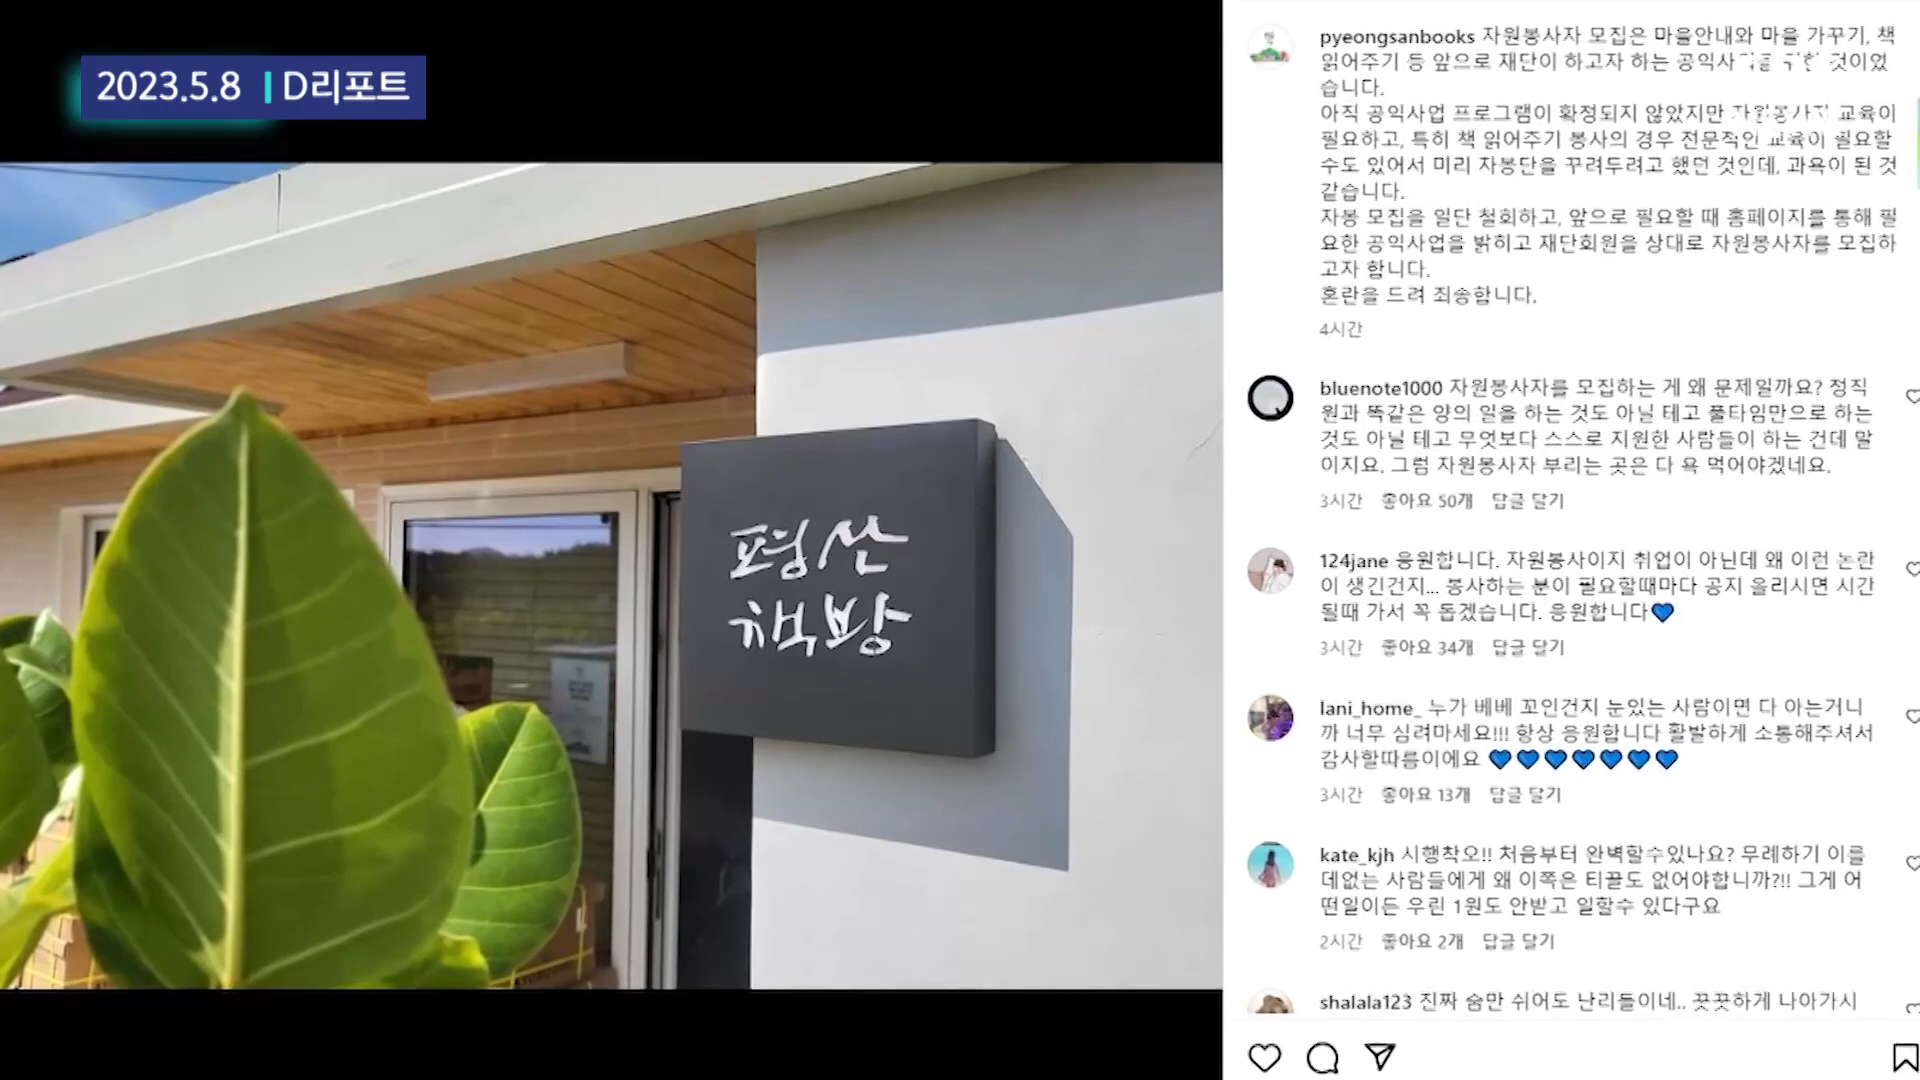 2023.5.8 | D리포트
평산
책방
pyeongsanbooks 자원봉사자 모집은 마을안내와 마을 가꾸기, 책
읽어주기 등 앞으로 재단이 하고자 하는 공익사 것이었
습니다.
아직 공익사업 프로그램이 확정되지 않았지만 자원봉사자 교육이
필요하고, 특히 책 읽어주기 봉사의 경우 전문적인 교육이 필요할
수도 있어서 미리 자봉단을 꾸려두려고 했던 것인데, 과욕이 된 것
같습니다.
자봉 모집을 일단 철회하고, 앞으로 필요할 때 홈페이지를 통해 필
요한 공익사업을 밝히고 재단회원을 상대로 자원봉사자를 모집하
고자 합니다.
혼란을 드려 죄송합니다.
4시간
bluenote1000 자원봉사자를 모집하는 게 왜 문제일까요? 정직
원과 똑같은 양의 일을 하는 것도 아닐 테고 풀타임만으로 하는
것도 아닐 테고 무엇보다 스스로 지원한 사람들이 하는 건데 말
이지요. 그럼 자원봉사자 부리는 곳은 다 욕 먹어야겠네요.
3시간 좋아요 50개 답글 달기
124jane 응원합니다. 자원봉사이지 취업이 아닌데 왜 이런 논란
이 생긴건지... 봉사하는 분이 필요할때마다 공지 올리시면 시간
될때 가서 꼭 돕겠습니다. 응원합니다💙
3시간 좋아요 34개 답글 달기
lani_home_ 누가 베베 꼬인건지 눈있는 사람이면 다 아는거니
까 너무 심려마세요!!! 항상 응원합니다 활발하게 소통해주셔서
감사할따름이에요 💙💙💙💙💙💙💙
3시간 좋아요 13개 답글 달기
kate_kjh 시행착오!! 처음부터 완벽할수있나요? 무례하기 이를
데없는 사람들에게 왜 이쪽은 티끌도 없어야합니까?!! 그게 어
떤일이든 우린 1원도 안받고 일할수 있다구요
2시간 좋아요 2개 답글 달기
shalala123 진짜 숨만 쉬어도 난리들이네.. 꿋꿋하게 나아가시